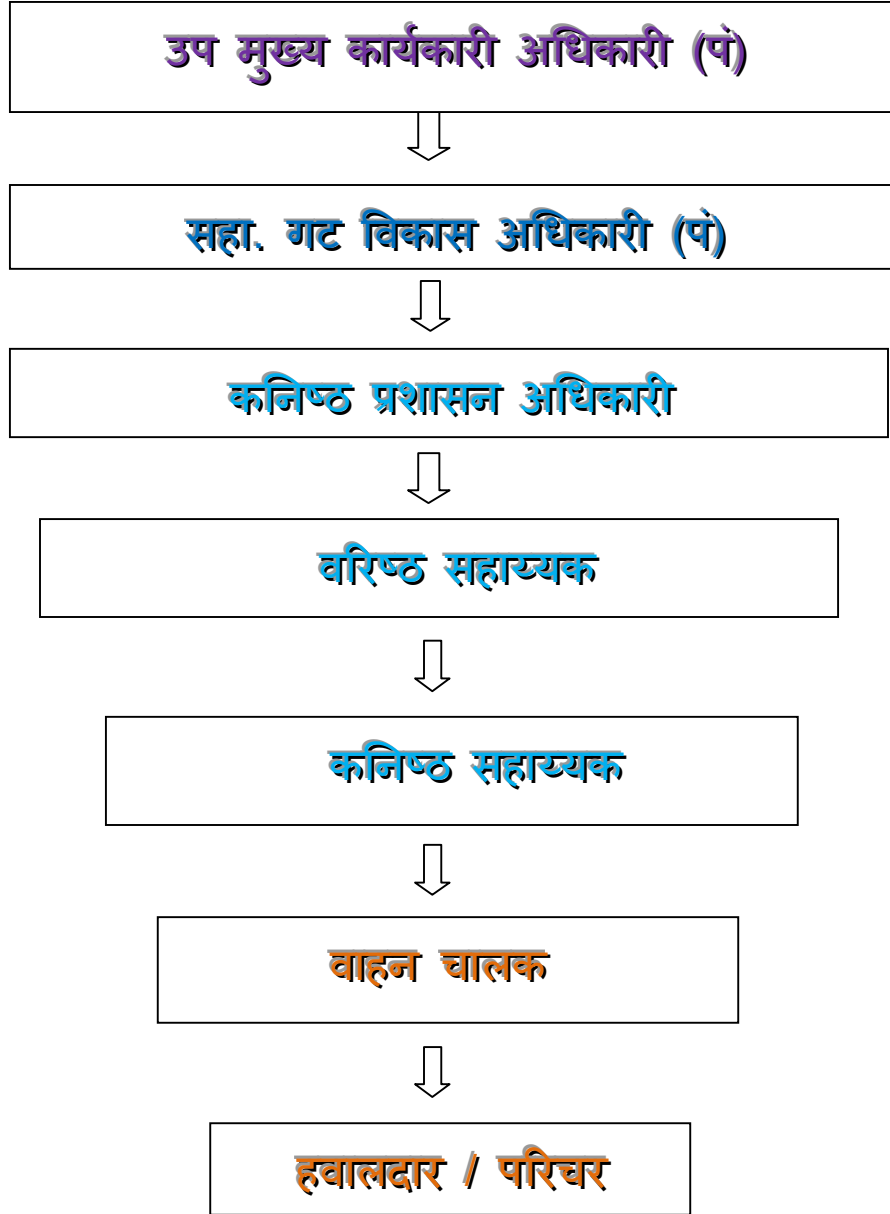 उप मुख्य कार्यकारी अधिकारी (पं)
सहा. गट विकास अधिकारी (पं)
कनिष्ठ प्रशासन अधिकारी
वरिष्ठ सहाय्यक
कनिष्ठ सहाय्यक
वाहन चालक
हवालदार / परिचर